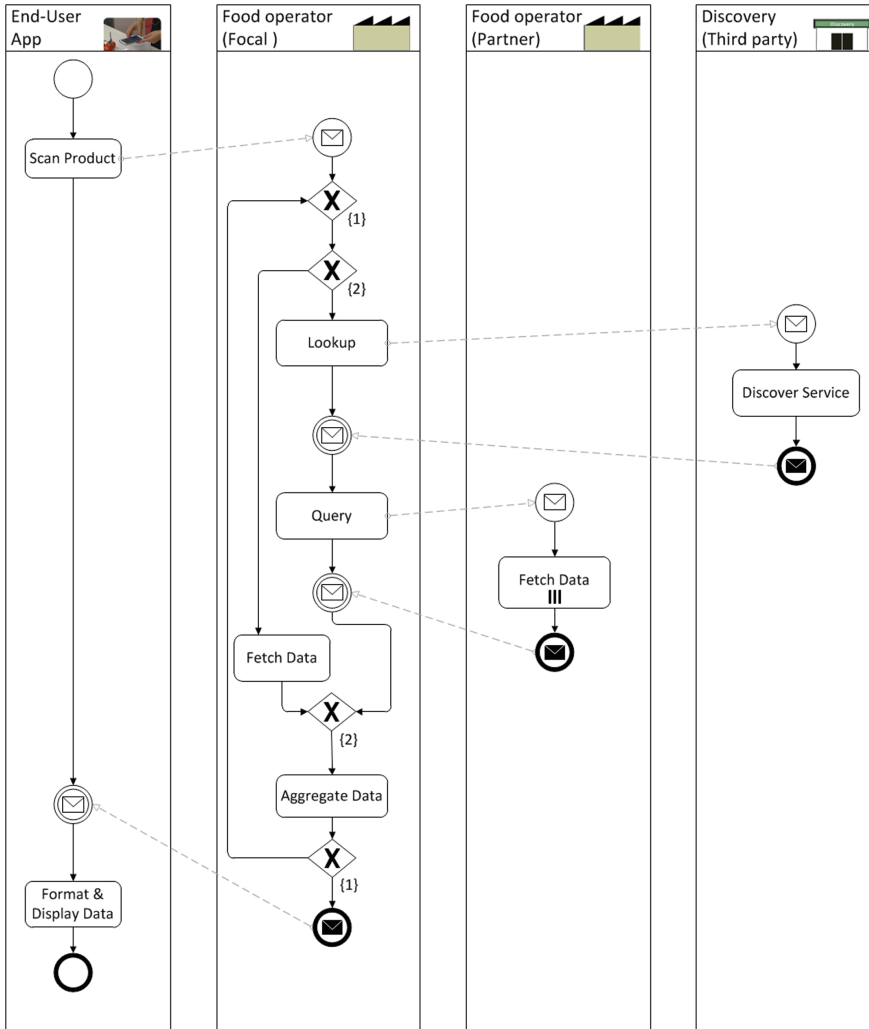 End-User
App
Food operator
(Focal )
Food operator
(Partner)
Discovery
(Third party)
Discovery
Scan Product
X
{1}
X
{2}
Lookup
Discover Service
Query
Fetch Data
Fetch Data
X
{2}
Aggregate Data
X
{1}
Format &
Display Data